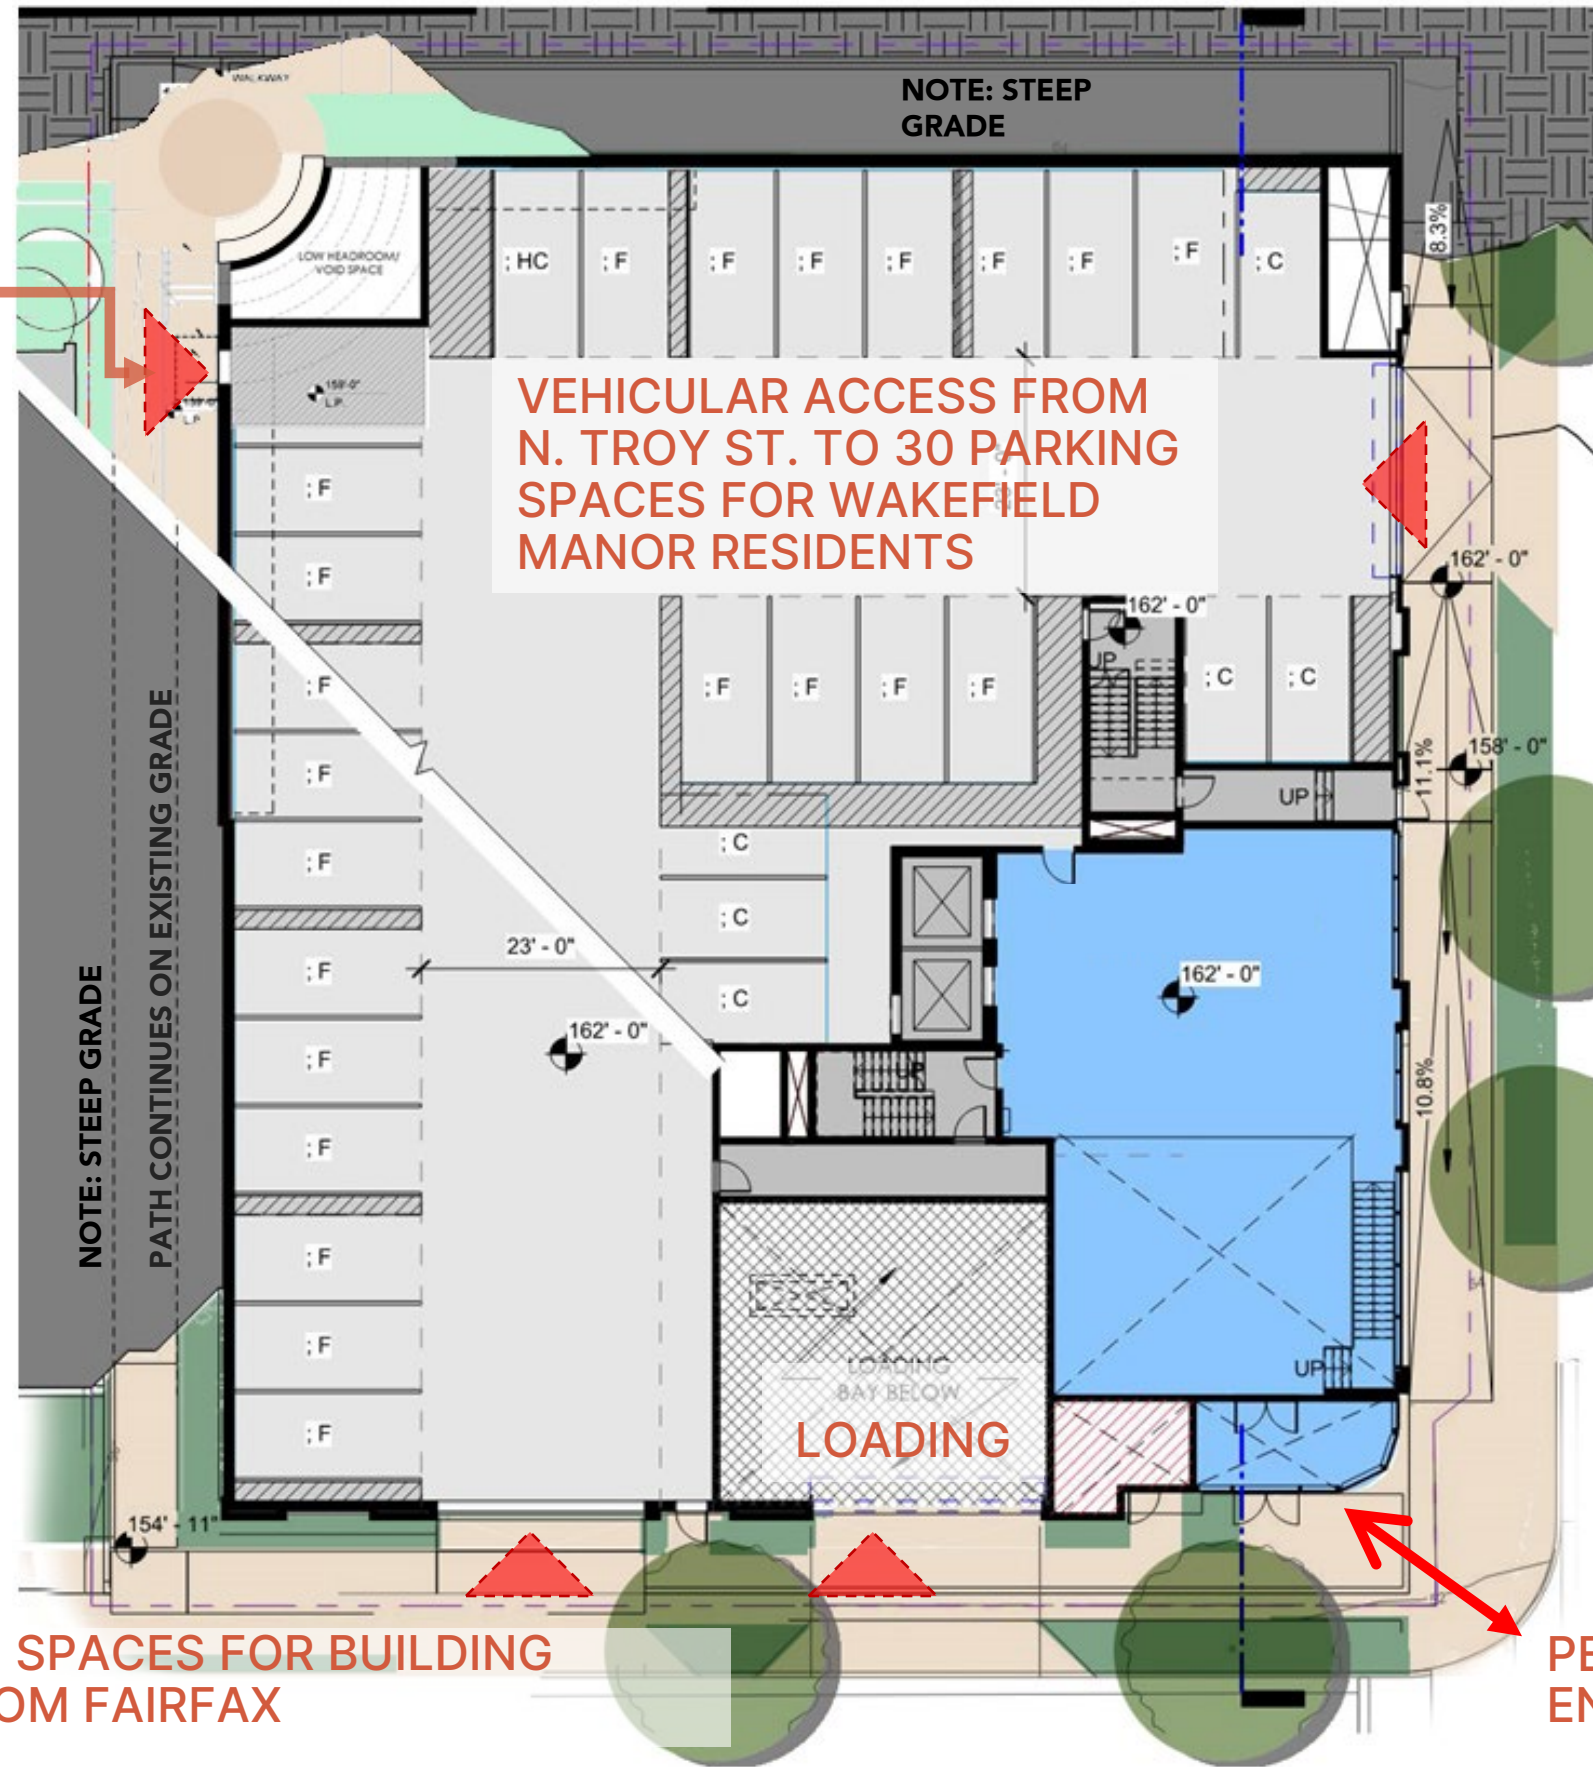 WALKWAY
NOTE: STEEP
GRADE
8.3%
LOW HEADROOM/
VOID SPACE
; HC
; F
; F
; F
; F
; F
; F
; F
; C
159'-0"
L.P.
L.P.
VEHICULAR ACCESS FROM
N. TROY ST. TO 30 PARKING
SPACES FOR WAKEFIELD
MANOR RESIDENTS
; F
; F
; F
; F
; F
; F
; F
; F
; F
; F
; F
162' - 0"
162' - 0"
UP
; F
; F
; F
; F
; C
; C
158' - 0"
11.1%
UP
; C
; C
; C
23' - 0"
162' - 0"
162' - 0"
10.8%
UP
NOTE: STEEP GRADE
PATH CONTINUES ON EXISTING GRADE
LOADING
BAY BELOW
LOADING
UP
154' - 11"
SPACES FOR BUILDING
OM FAIRFAX
PE
EN